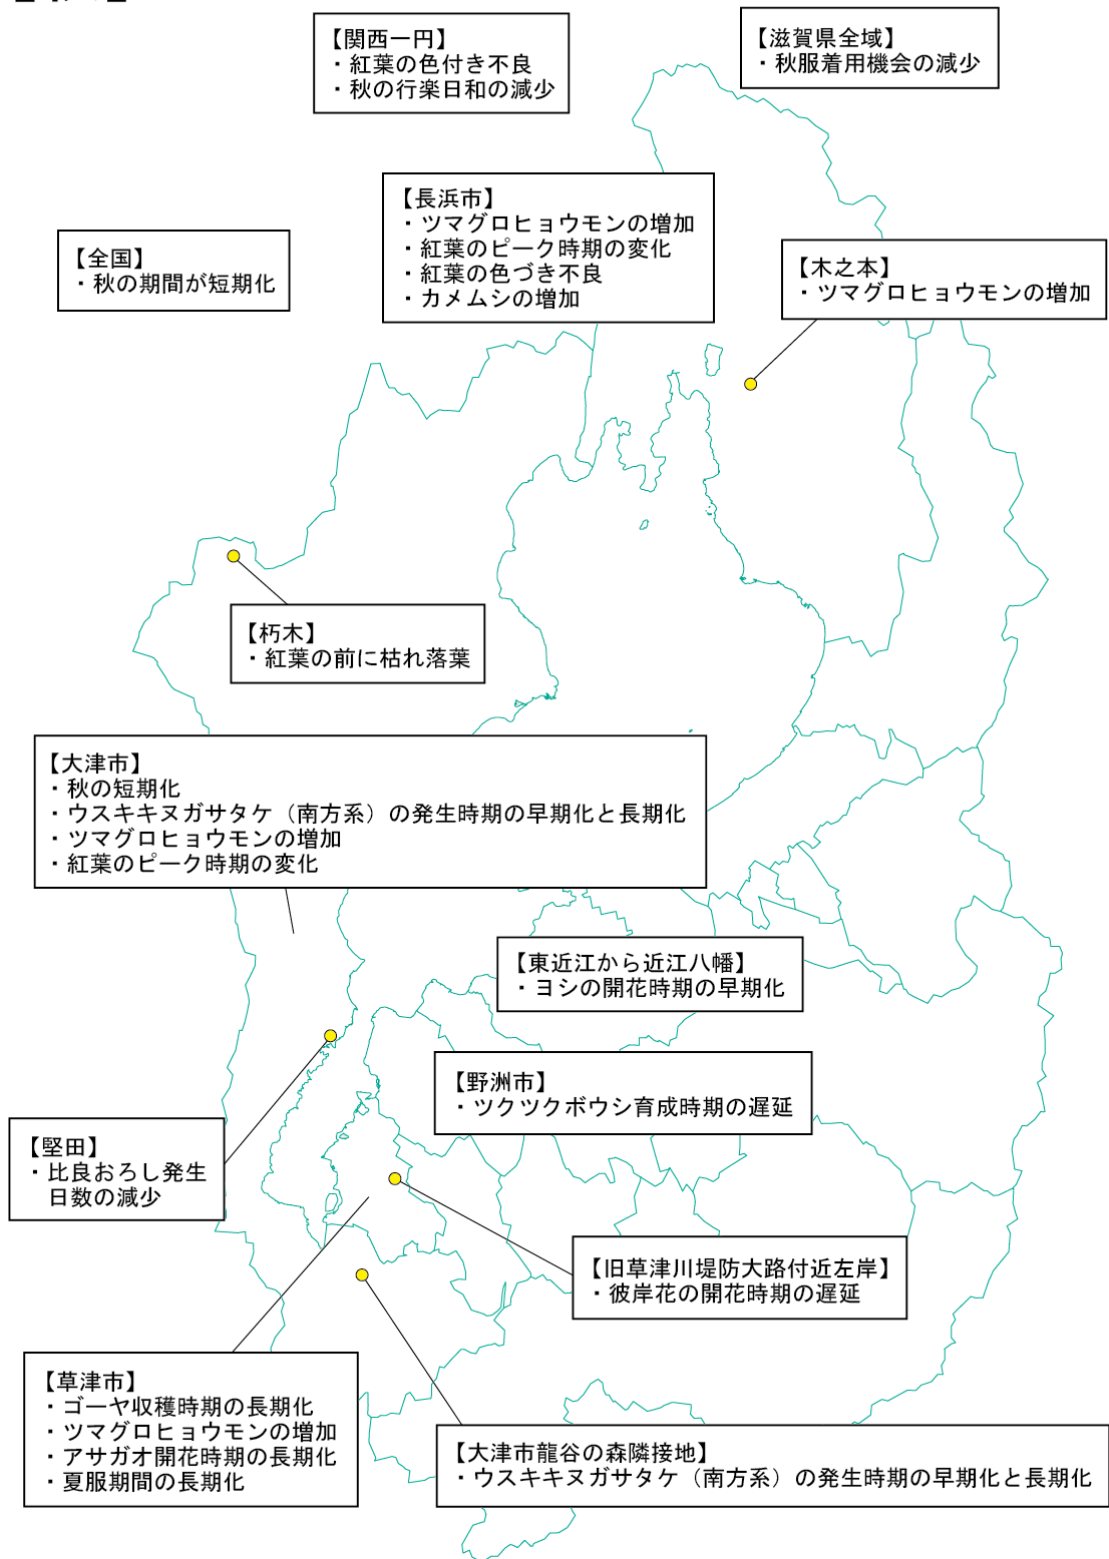 【関西一円】
・紅葉の色付き不良
・秋の行楽日和の減少
【滋賀県全域】
・秋服着用機会の減少
【長浜市】
・ツマグロヒョウモンの増加
・紅葉のピーク時期の変化
・紅葉の色づき不良
・カメムシの増加
【全国】
・秋の期間が短期化
【木之本】
・ツマグロヒョウモンの増加
【朽木】
・紅葉の前に枯れ落葉
【大津市】
・秋の短期化
・ウスキキヌガサタケ（南方系）の発生時期の早期化と長期化
・ツマグロヒョウモンの増加
・紅葉のピーク時期の変化
【東近江から近江八幡】
・ヨシの開花時期の早期化
【野洲市】
・ツクツクボウシ育成時期の遅延
【堅田】
・比良おろし発生
日数の減少
【旧草津川堤防大路付近左岸】
・彼岸花の開花時期の遅延
【草津市】
・ゴーヤ収穫時期の長期化
・ツマグロヒョウモンの増加
・アサガオ開花時期の長期化
・夏服期間の長期化
【大津市龍谷の森隣接地】
・ウスキキヌガサタケ（南方系）の発生時期の早期化と長期化